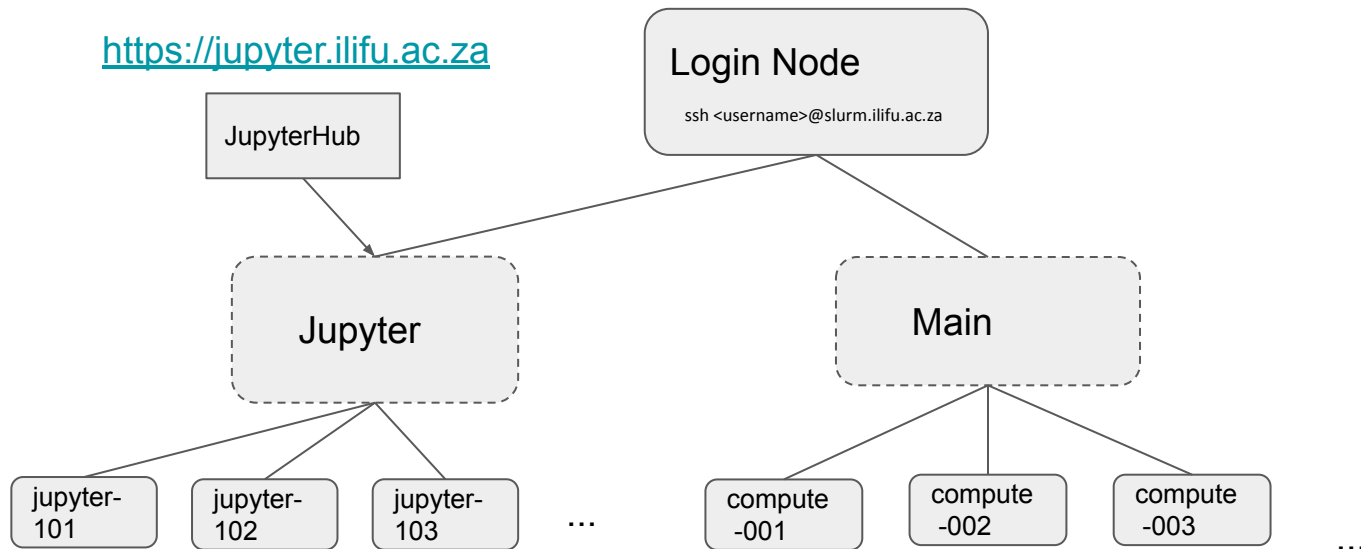 https://jupyter.ilifu.ac.za
Login Node
ssh <username>@slurm.ilifu.ac.za
JupyterHub
Jupyter
Main
jupyter-
101
jupyter-
102
jupyter-
103
...
compute
-001
compute
-002
compute
-003
...